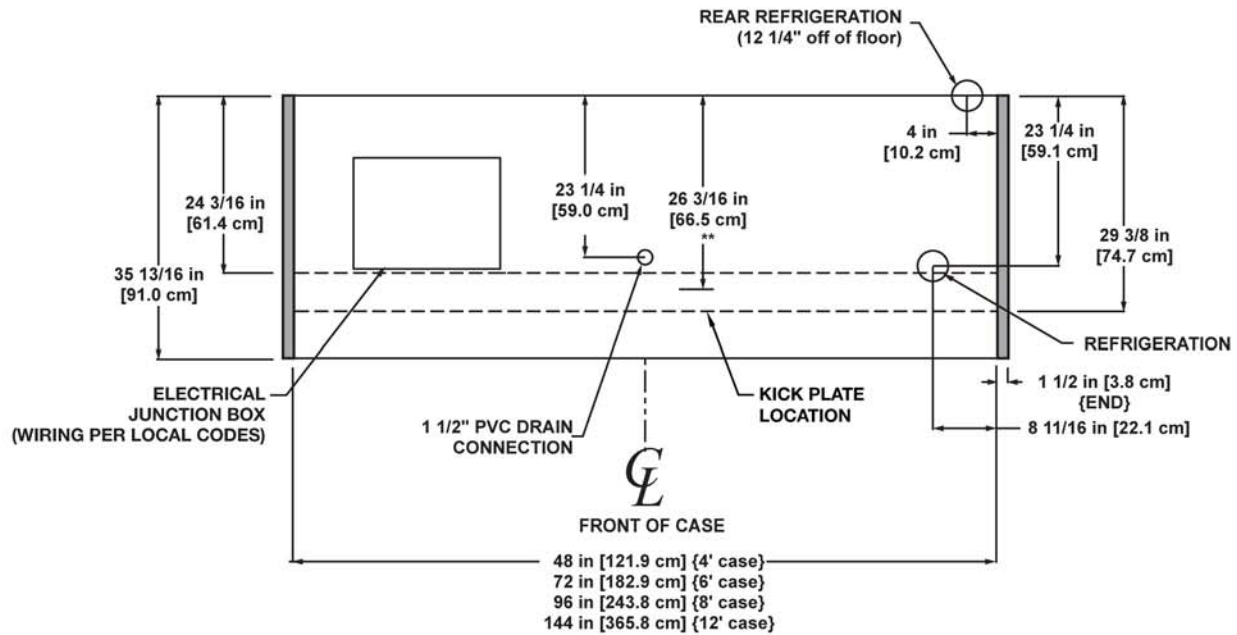 REAR REFRIGERATION
(12 1/4" off of floor)
4 in
[10.2 cm]
23 1/4 in
[59.1 cm]
24 3/16 in
[61.4 cm]
23 1/4 in
[59.0 cm]
26 3/16 in
[66.5 cm]
**
29 3/8 in
[74.7 cm]
35 13/16 in
[91.0 cm]
REFRIGERATION
ELECTRICAL
JUNCTION BOX
(WIRING PER LOCAL CODES)
1 1/2" PVC DRAIN
CONNECTION
KICK PLATE
LOCATION
1 1/2 in [3.8 cm]
{END}
8 11/16 in [22.1 cm]
CL
FRONT OF CASE
48 in [121.9 cm] {4' case}
72 in [182.9 cm] {6' case}
96 in [243.8 cm] {8' case}
144 in [365.8 cm] {12' case}